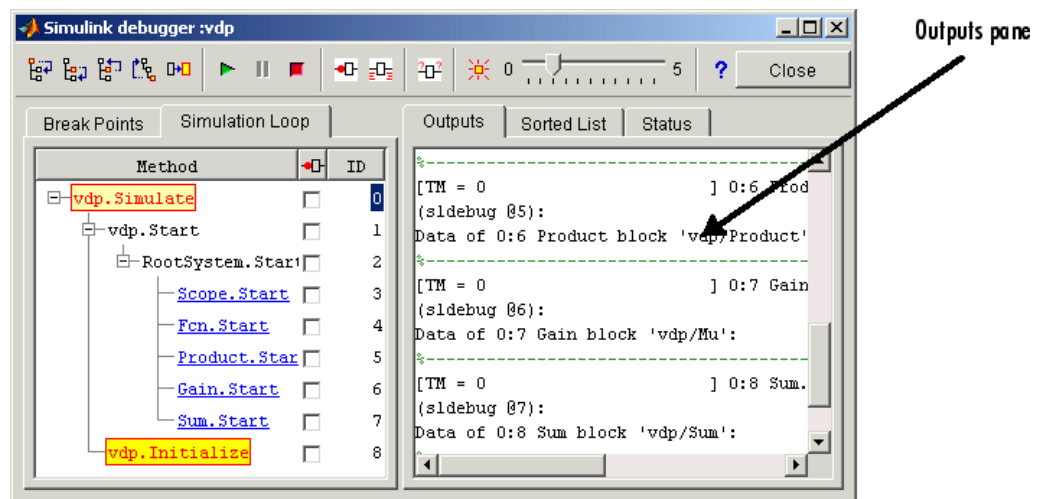 Simulink debugger :vdp
Outputs pane
0 5 ? Close
Break Points Simulation Loop
Outputs Sorted List Status
Method ID
vdp.Simulate 0
vdp.Start 1
RootSystem.Start 2
Scope.Start 3
Fcn.Start 4
Product.Star 5
Gain.Start 6
Sum.Start 7
vdp.Initialize 8
%----------------------------------------
[TM = 0 ] 0:6 Prod
(sldebug @5):
Data of 0:6 Product block 'vdp/Product'
%----------------------------------------
[TM = 0 ] 0:7 Gain
(sldebug @6):
Data of 0:7 Gain block 'vdp/Mu':
%----------------------------------------
[TM = 0 ] 0:8 Sum.
(sldebug @7):
Data of 0:8 Sum block 'vdp/Sum':